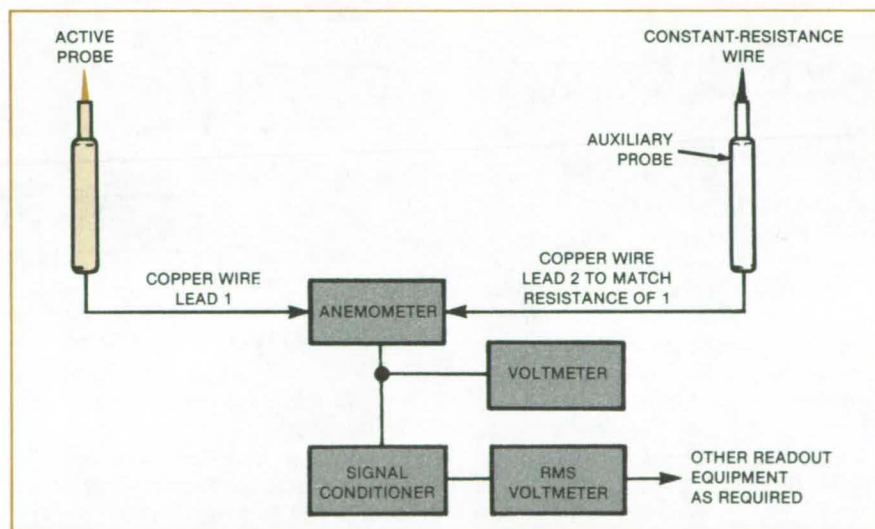 ACTIVE
PROBE
CONSTANT-RESISTANCE
WIRE
AUXILIARY
PROBE
COPPER WIRE
LEAD 1
COPPER WIRE
LEAD 2 TO MATCH
RESISTANCE OF 1
ANEMOMETER
VOLTMETER
SIGNAL
CONDITIONER
RMS
VOLTMETER
OTHER READOUT
EQUIPMENT
AS REQUIRED